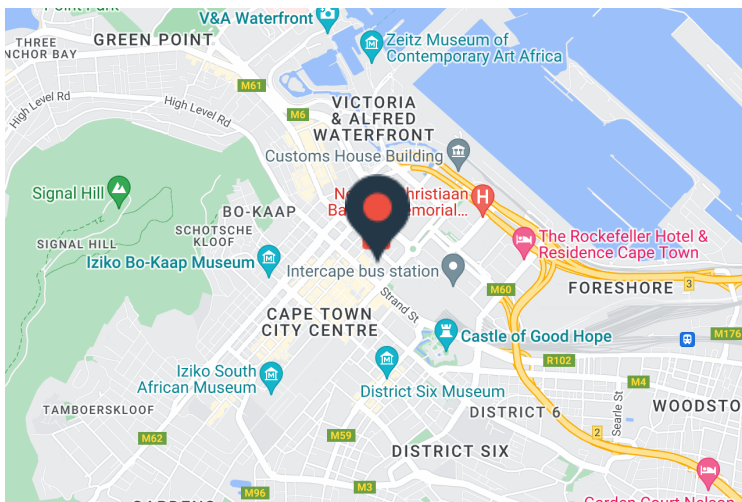 Point Park
V&A Waterfront
THREE
NCHOR BAY
GREEN POINT
Zeitz Museum of
Contemporary Art Africa
M61
High Level Rd
High Level Rd
M6
VICTORIA
& ALFRED
WATERFRONT
Customs House Building
Signal Hill
BO-KAAP
Christiaan
Memorial...
H
SIGNAL HILL
SCHOTSCHE
KLOOF
The Rockefeller Hotel &
Residence Cape Town
Iziko Bo-Kaap Museum
Intercape bus station
M60
3
FORESHORE
CAPE TOWN
CITY CENTRE
Strand St
Castle of Good Hope
M176
R102
Iziko South
African Museum
District Six Museum
M4
TAMBOERSKLOOF
DISTRICT 6
Searle St
WOODSTO
M62
M59
2
DISTRICT SIX
M3
M96